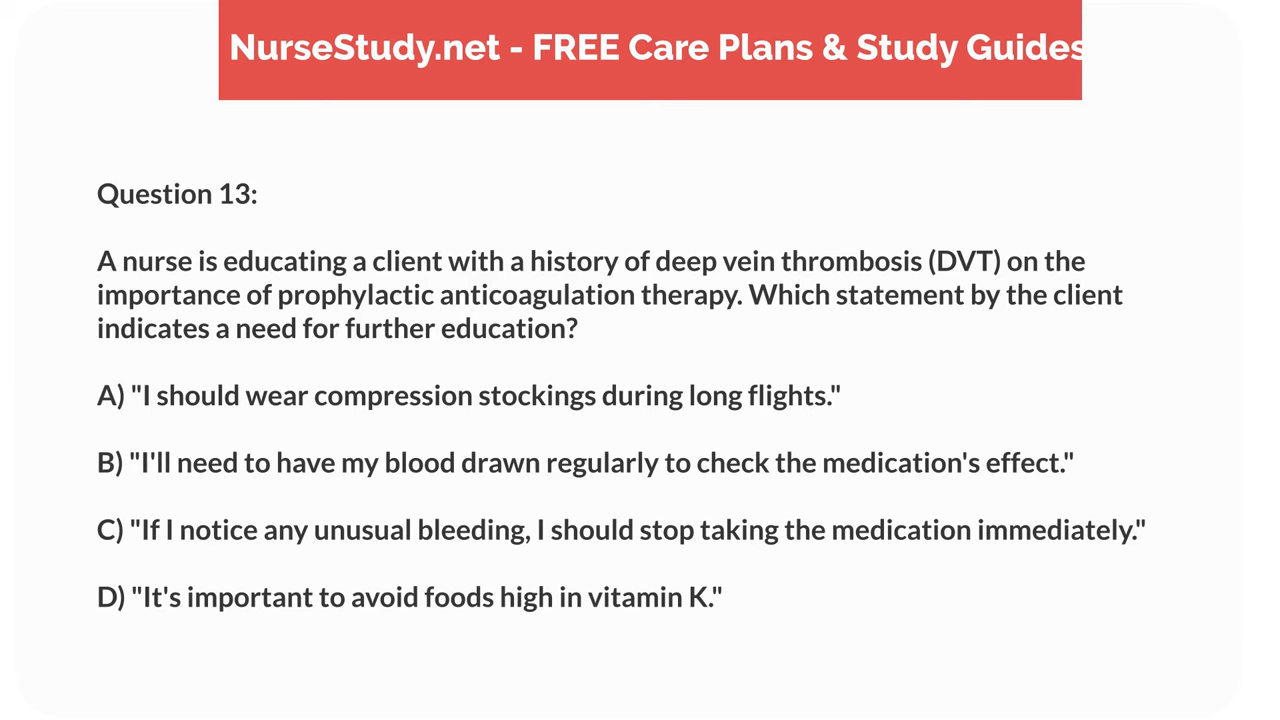 NurseStudy.net - FREE Care Plans & Study Guides
Question 13:
A nurse is educating a client with a history of deep vein thrombosis (DVT) on the
importance of prophylactic anticoagulation therapy. Which statement by the client
indicates a need for further education?
A) "I should wear compression stockings during long flights."
B) "I'll need to have my blood drawn regularly to check the medication's effect."
C) "If I notice any unusual bleeding, I should stop taking the medication immediately."
D) "It's important to avoid foods high in vitamin K."